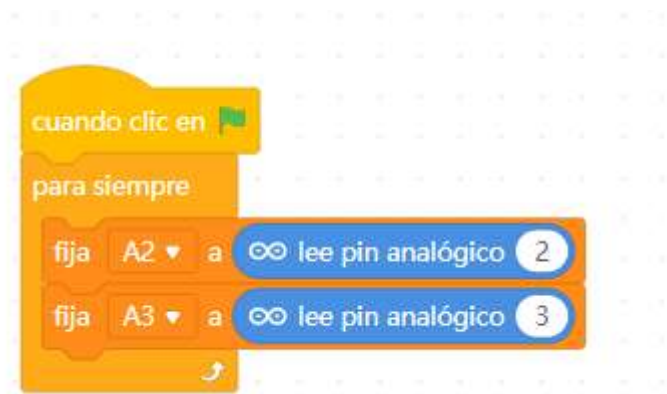 cuando clic en
para siempre
fija A2 a lee pin analógico 2
fija A3 a lee pin analógico 3